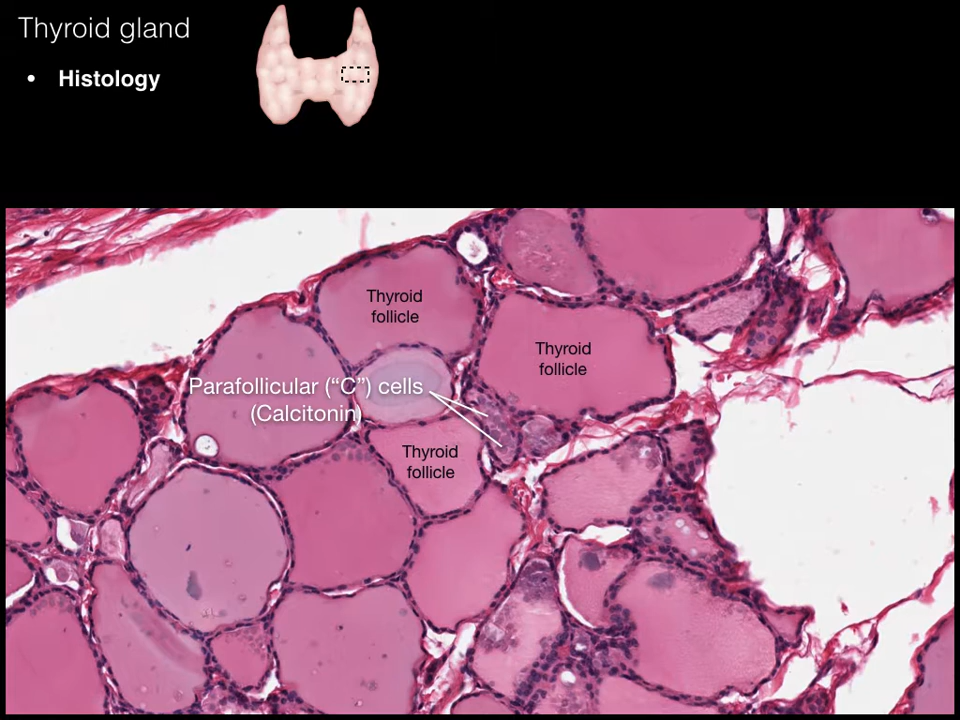 Thyroid gland
• Histology
Thyroid
follicle
Thyroid
follicle
Parafollicular (“C”) cells
(Calcitonin)
Thyroid
follicle